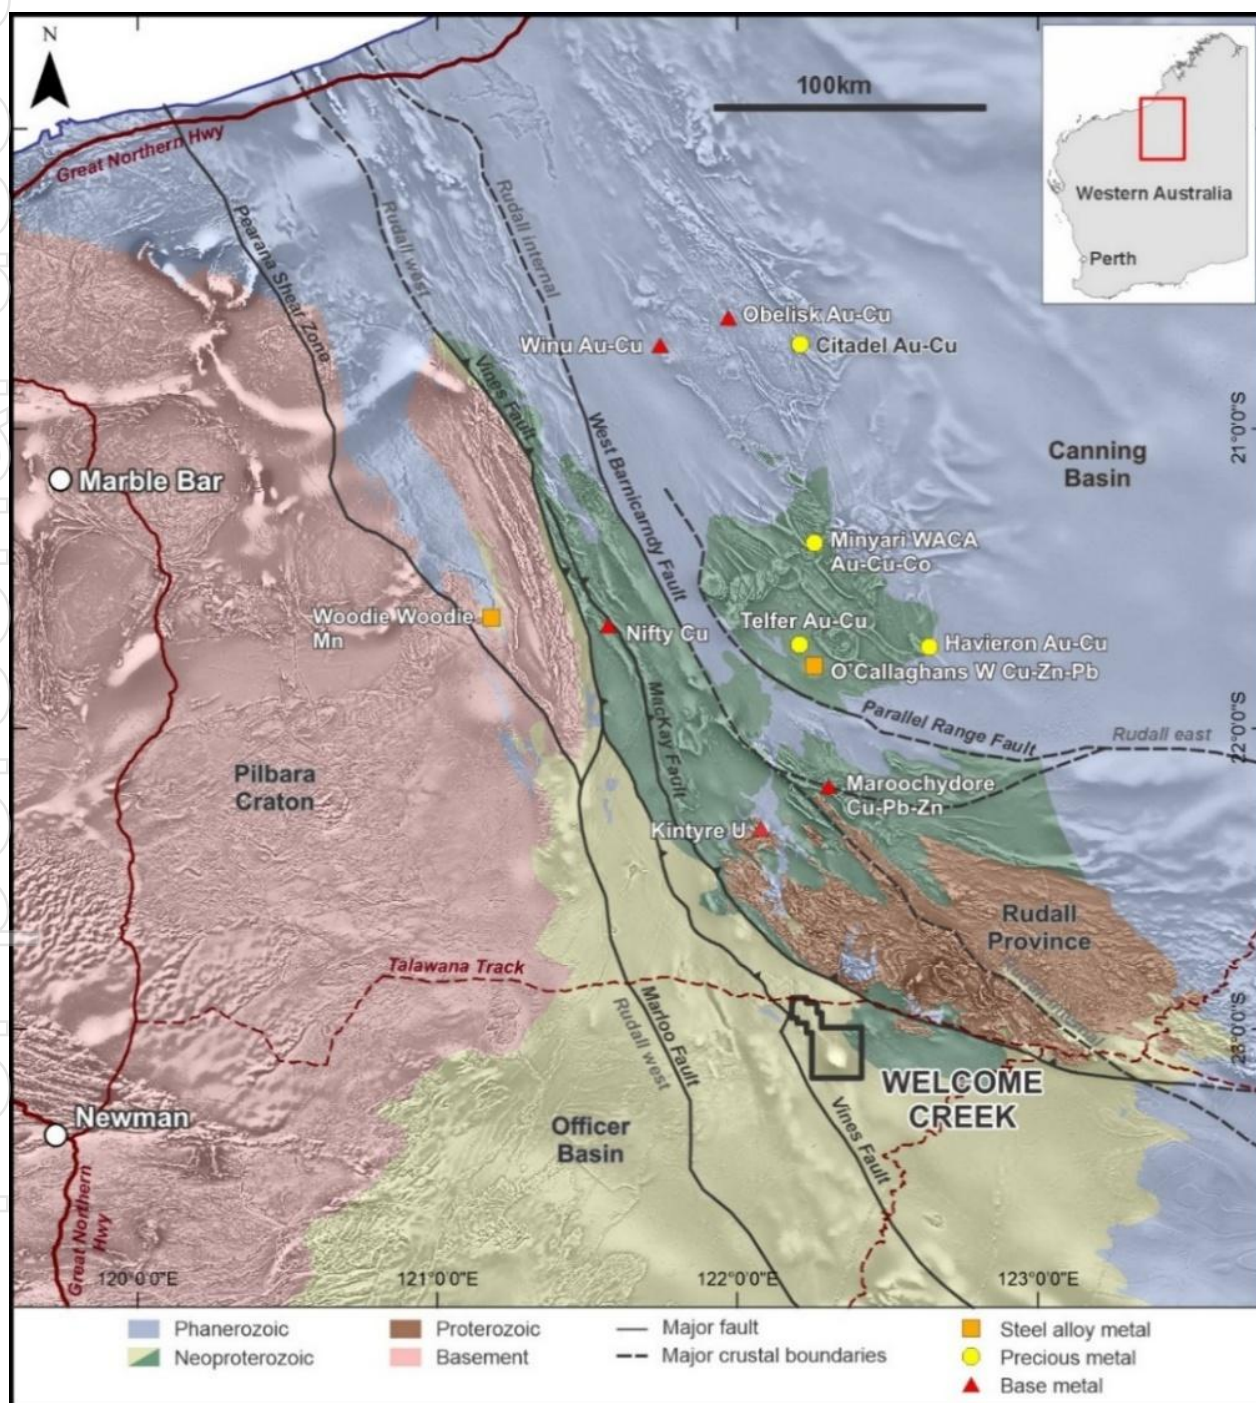 N
100km
Western Australia
Perth
Great Northern Hwy
Pearana Shear Zone
Rudall west
Rudall internal
Obelisk Au-Cu
Winu Au-Cu
Citadel Au-Cu
Vines Fault
West Barnicarndy Fault
Canning
Basin
21°0'0"S
Marble Bar
Minyari WACA
Au-Cu-Co
Woodie Woodie
Mn
Nifty Cu
Telfer Au-Cu
Havieron Au-Cu
O'Callaghans W Cu-Zn-Pb
MacKay Fault
Parallel Range Fault
Rudall east
22°0'0"S
Pilbara
Craton
Maroochydore
Cu-Pb-Zn
Kintyre U
Rudall
Province
Talawana Track
Marloo Fault
Rudall west
23°0'0"S
WELCOME
CREEK
Newman
Officer
Basin
Vines Fault
Great Northern
Hwy
120°0'0"E
121°0'0"E
122°0'0"E
123°0'0"E
Phanerozoic
Neoproterozoic
Proterozoic
Basement
Major fault
Major crustal boundaries
Steel alloy metal
Precious metal
Base metal